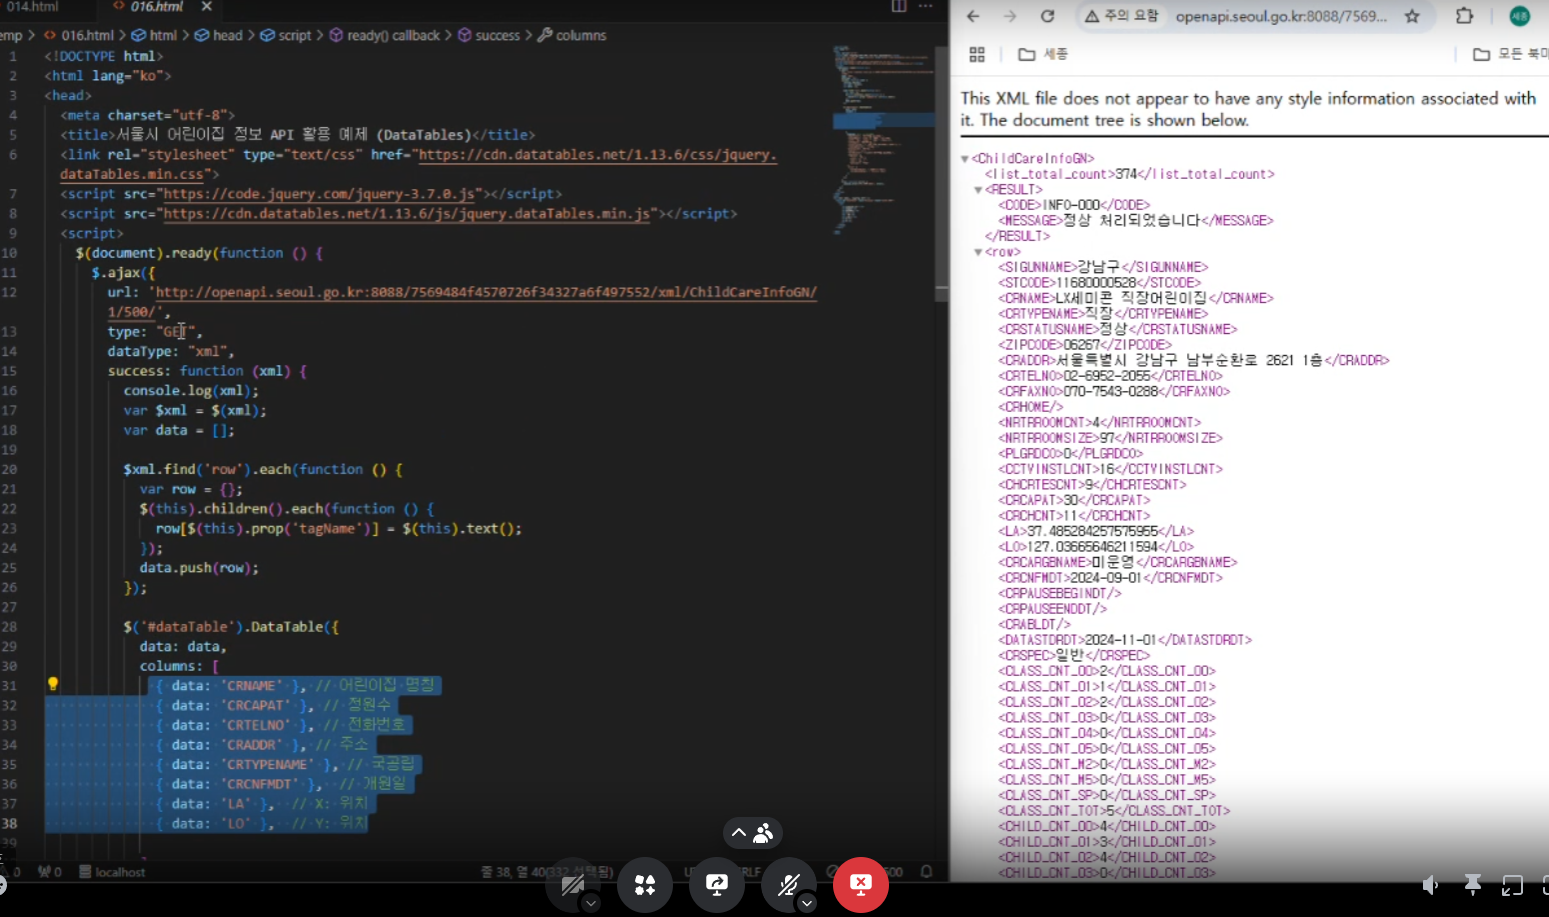 014.html
016.html
emp > 016.html > html > head > script > ready() callback > success > columns
1 <!DOCTYPE html>
2 <html lang="ko">
3 <head>
4 <meta charset="utf-8">
5 <title>서울시 어린이집 정보 API 활용 예제 (DataTables)</title>
6 <link rel="stylesheet" type="text/css" href="https://cdn.datatables.net/1.13.6/css/jquery.
dataTables.min.css">
7 <script src="https://code.jquery.com/jquery-3.7.0.js"></script>
8 <script src="https://cdn.datatables.net/1.13.6/js/jquery.dataTables.min.js"></script>
9 <script>
10 $(document).ready(function () {
11 $.ajax({
12 url: 'http://openapi.seoul.go.kr:8088/7569484f4570726f34327a6f497552/xml/ChildCareInfoGN/
1/500/',
13 type: "GET",
14 dataType: "xml",
15 success: function (xml) {
16 console.log(xml);
17 var $xml = $(xml);
18 var data = [];
19
20 $xml.find('row').each(function () {
21 var row = {};
22 $(this).children().each(function () {
23 row[$(this).prop('tagName')] = $(this).text();
24 });
25 data.push(row);
26 });
27
28 $('#dataTable').DataTable({
29 data: data,
30 columns: [
31 { data: 'CRNAME' }, // 어린이집 명칭
32 { data: 'CRCAPAT' }, // 정원수
33 { data: 'CRTELNO' }, // 전화번호
34 { data: 'CRADDR' }, // 주소
35 { data: 'CRTYPENAME' }, // 국공립
36 { data: 'CRCNFMDT' }, // 개원일
37 { data: 'LA' }, // X: 위치
38 { data: 'LO' }, // Y: 위치
39
0 0 localhost
줄 38, 열 40(332 선택됨)
주의 요함 openapi.seoul.go.kr:8088/7569...
세종
세종
모든 북마
This XML file does not appear to have any style information associated with
it. The document tree is shown below.
▼<ChildCareInfoGN>
<list_total_count>374</list_total_count>
▼<RESULT>
<CODE>INFO-000</CODE>
<MESSAGE>정상 처리되었습니다</MESSAGE>
</RESULT>
▼<row>
<SIGUNNAME>강남구</SIGUNNAME>
<STCODE>11680000528</STCODE>
<CRNAME>LX세미콘 직장어린이집</CRNAME>
<CRTYPENAME>직장</CRTYPENAME>
<CRSTATUSNAME>정상</CRSTATUSNAME>
<ZIPCODE>06267</ZIPCODE>
<CRADDR>서울특별시 강남구 남부순환로 2621 1층</CRADDR>
<CRTELNO>02-6952-2055</CRTELNO>
<CRFAXNO>070-7543-0288</CRFAXNO>
<CRHOME/>
<NRTRROOMCNT>4</NRTRROOMCNT>
<NRTRROOMSIZE>97</NRTRROOMSIZE>
<PLGRDCO>0</PLGRDCO>
<CCTVINSTLCNT>16</CCTVINSTLCNT>
<CHCRTESCNT>9</CHCRTESCNT>
<CRCAPAT>30</CRCAPAT>
<CRCHCNT>11</CRCHCNT>
<LA>37.485284257575955</LA>
<LO>127.03665646211594</LO>
<CRCARGBNAME>미운영</CRCARGBNAME>
<CRCNFMDT>2024-09-01</CRCNFMDT>
<CRPAUSEBEGINDT/>
<CRPAUSEENDDT/>
<CRABLDT/>
<DATASTDRDT>2024-11-01</DATASTDRDT>
<CRSPEC>일반</CRSPEC>
<CLASS_CNT_00>2</CLASS_CNT_00>
<CLASS_CNT_01>1</CLASS_CNT_01>
<CLASS_CNT_02>2</CLASS_CNT_02>
<CLASS_CNT_03>0</CLASS_CNT_03>
<CLASS_CNT_04>0</CLASS_CNT_04>
<CLASS_CNT_05>0</CLASS_CNT_05>
<CLASS_CNT_M2>0</CLASS_CNT_M2>
<CLASS_CNT_M5>0</CLASS_CNT_M5>
<CLASS_CNT_SP>0</CLASS_CNT_SP>
<CLASS_CNT_TOT>5</CLASS_CNT_TOT>
<CHILD_CNT_00>4</CHILD_CNT_00>
<CHILD_CNT_01>3</CHILD_CNT_01>
<CHILD_CNT_02>4</CHILD_CNT_02>
<CHILD_CNT_03>0</CHILD_CNT_03>